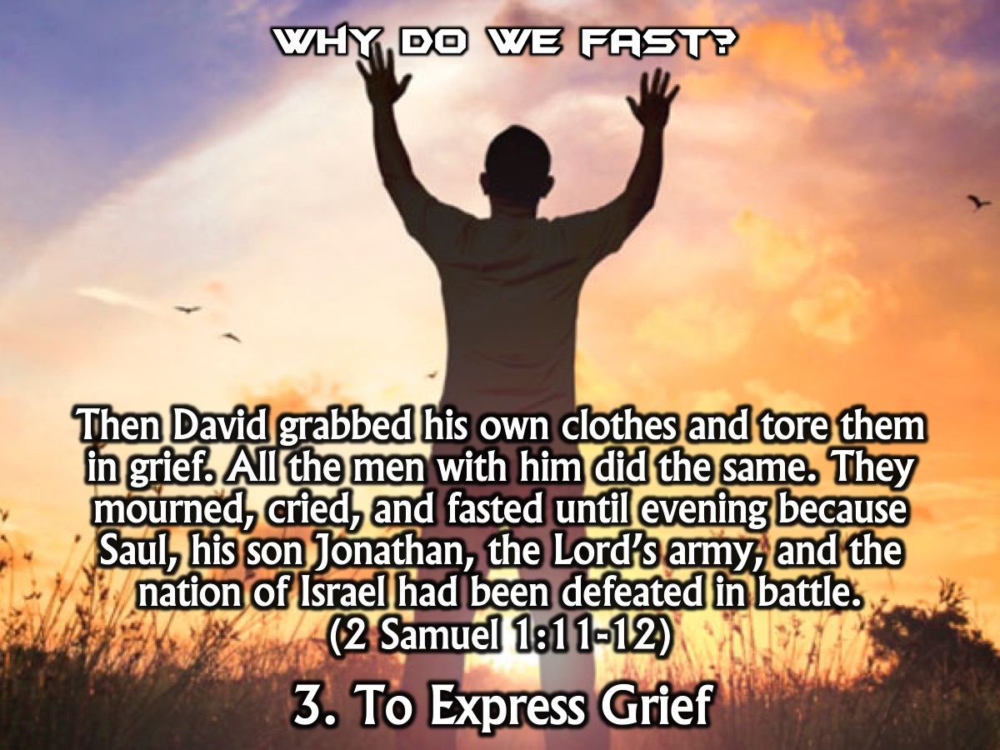 WHY DO WE FAST?
Then David grabbed his own clothes and tore them
in grief. All the men with him did the same. They
mourned, cried, and fasted until evening because
Saul, his son Jonathan, the Lord’s army, and the
nation of Israel had been defeated in battle.
(2 Samuel 1:11-12)
3. To Express Grief